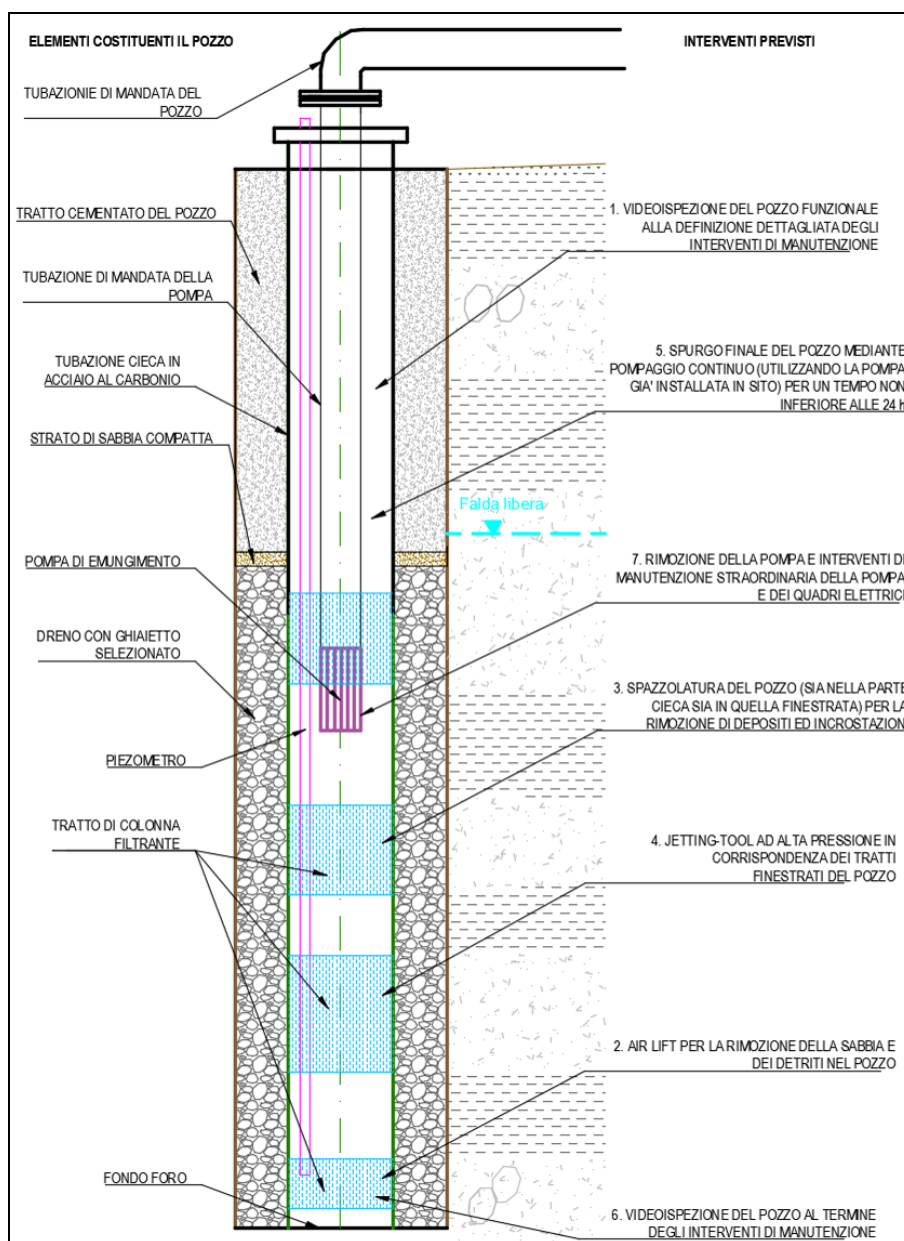 ELEMENTI COSTITUENTI IL POZZO
INTERVENTI PREVISTI
TUBAZIONIE DI MANDATA DEL
POZZO
TRATTO CEMENTATO DEL POZZO
TUBAZIONE DI MANDATA DELLA
POMPA
TUBAZIONE CIECA IN
ACCIAIO AL CARBONIO
STRATO DI SABBIA COMPATTA
POMPA DI EMUNGIMENTO
DRENO CON GHIAIETTO
SELEZIONATO
PIEZOMETRO
TRATTO DI COLONNA
FILTRANTE
FONDO FORO
1. VIDEOISPEZIONE DEL POZZO FUNZIONALE
ALLA DEFINIZIONE DETTAGLIATA DEGLI
INTERVENTI DI MANUTENZIONE
5. SPURGO FINALE DEL POZZO MEDIANTE
POMPAGGIO CONTINUO (UTILIZZANDO LA POMPA
GIA' INSTALLATA IN SITO) PER UN TEMPO NON
INFERIORE ALLE 24 h
Falda libera
7. RIMOZIONE DELLA POMPA E INTERVENTI DI
MANUTENZIONE STRAORDINARIA DELLA POMPA
E DEI QUADRI ELETTRICI
3. SPAZZOLATURA DEL POZZO (SIA NELLA PARTE
CIECA SIA IN QUELLA FINESTRATA) PER LA
RIMOZIONE DI DEPOSITI ED INCROSTAZION
4. JETTING-TOOL AD ALTA PRESSIONE IN
CORRISPONDENZA DEI TRATTI
FINESTRATI DEL POZZO
2. AIR LIFT PER LA RIMOZIONE DELLA SABBIA E
DEI DETRITI NEL POZZO
6. VIDEOISPEZIONE DEL POZZO AL TERMINE
DEGLI INTERVENTI DI MANUTENZIONE